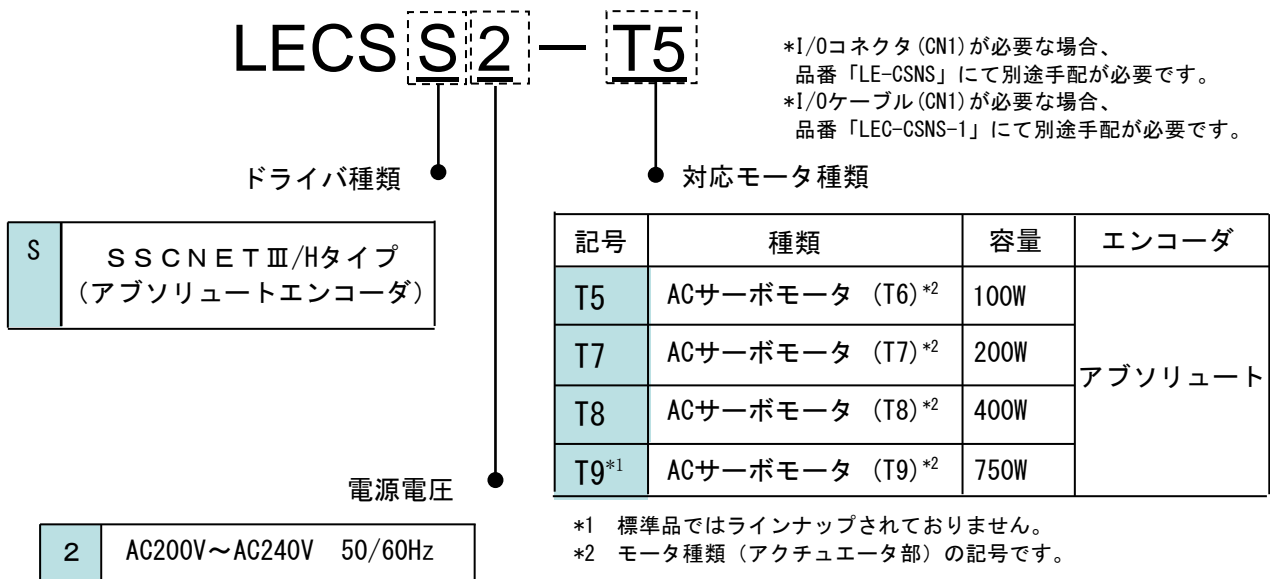 LECSS2－T5
*I/Oコネクタ(CN1)が必要な場合、
品番「LE-CSNS」にて別途手配が必要です。
*I/Oケーブル(CN1)が必要な場合、
品番「LEC-CSNS-1」にて別途手配が必要です。
ドライバ種類
対応モータ種類
S
ＳＳＣＮＥＴⅢ/Hタイプ
（アブソリュートエンコーダ）
記号 種類 容量 エンコーダ
T5 ACサーボモータ (T6)*2 100W
T7 ACサーボモータ (T7)*2 200W
アブソリュート
T8 ACサーボモータ (T8)*2 400W
T9*1 ACサーボモータ (T9)*2 750W
電源電圧
2 AC200V～AC240V 50/60Hz
*1 標準品ではラインナップされておりません。
*2 モータ種類（アクチュエータ部）の記号です。